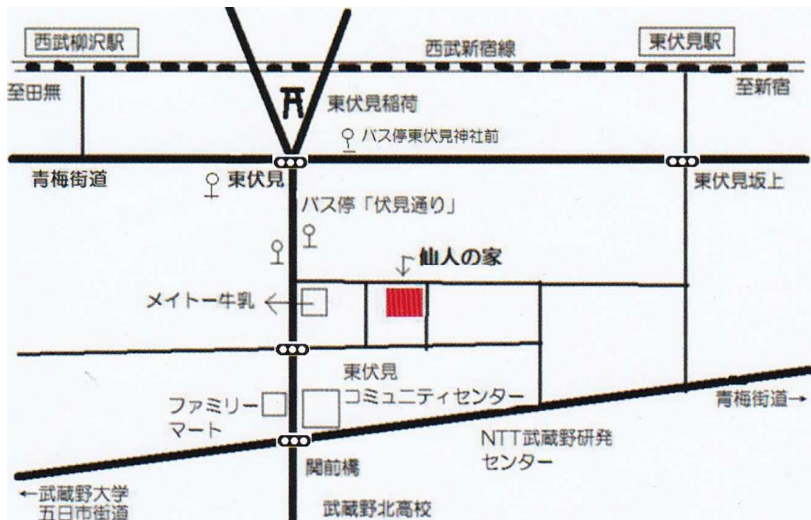 西武柳沢駅
西武新宿線
東伏見駅
至田無
至新宿
東伏見稲荷
バス停東伏見神社前
青梅街道
東伏見
東伏見坂上
バス停「伏見通り」
仙人の家
メイトー牛乳
東伏見
コミュニティセンター
ファミリー
マート
青梅街道→
NTT武蔵野研発
センター
関前橋
←武蔵野大学
五日市街道
武蔵野北高校